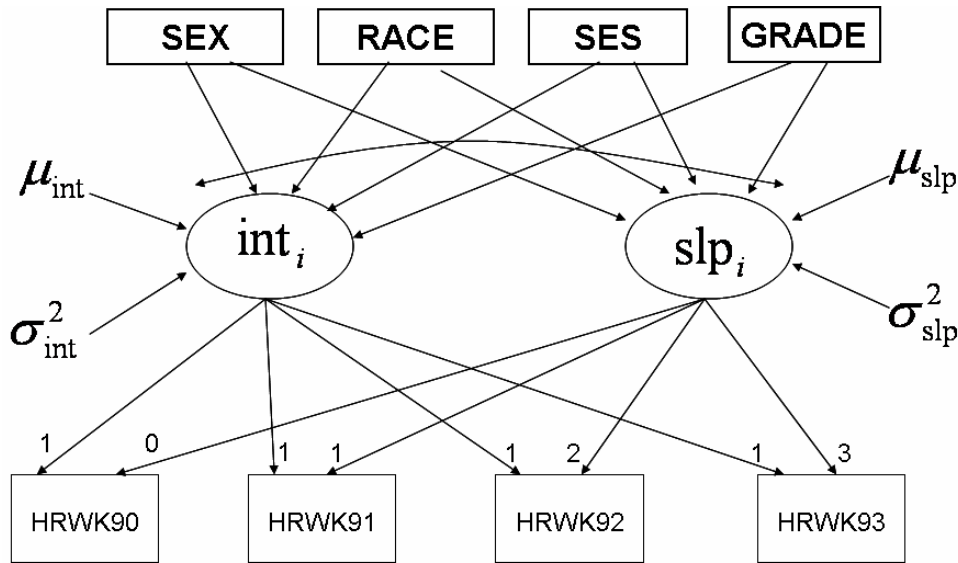 SEX RACE SES GRADE
μint μslp
inti slpi
σ²int σ²slp
1 0 1 1 1 2 1 3
HRWK90 HRWK91 HRWK92 HRWK93